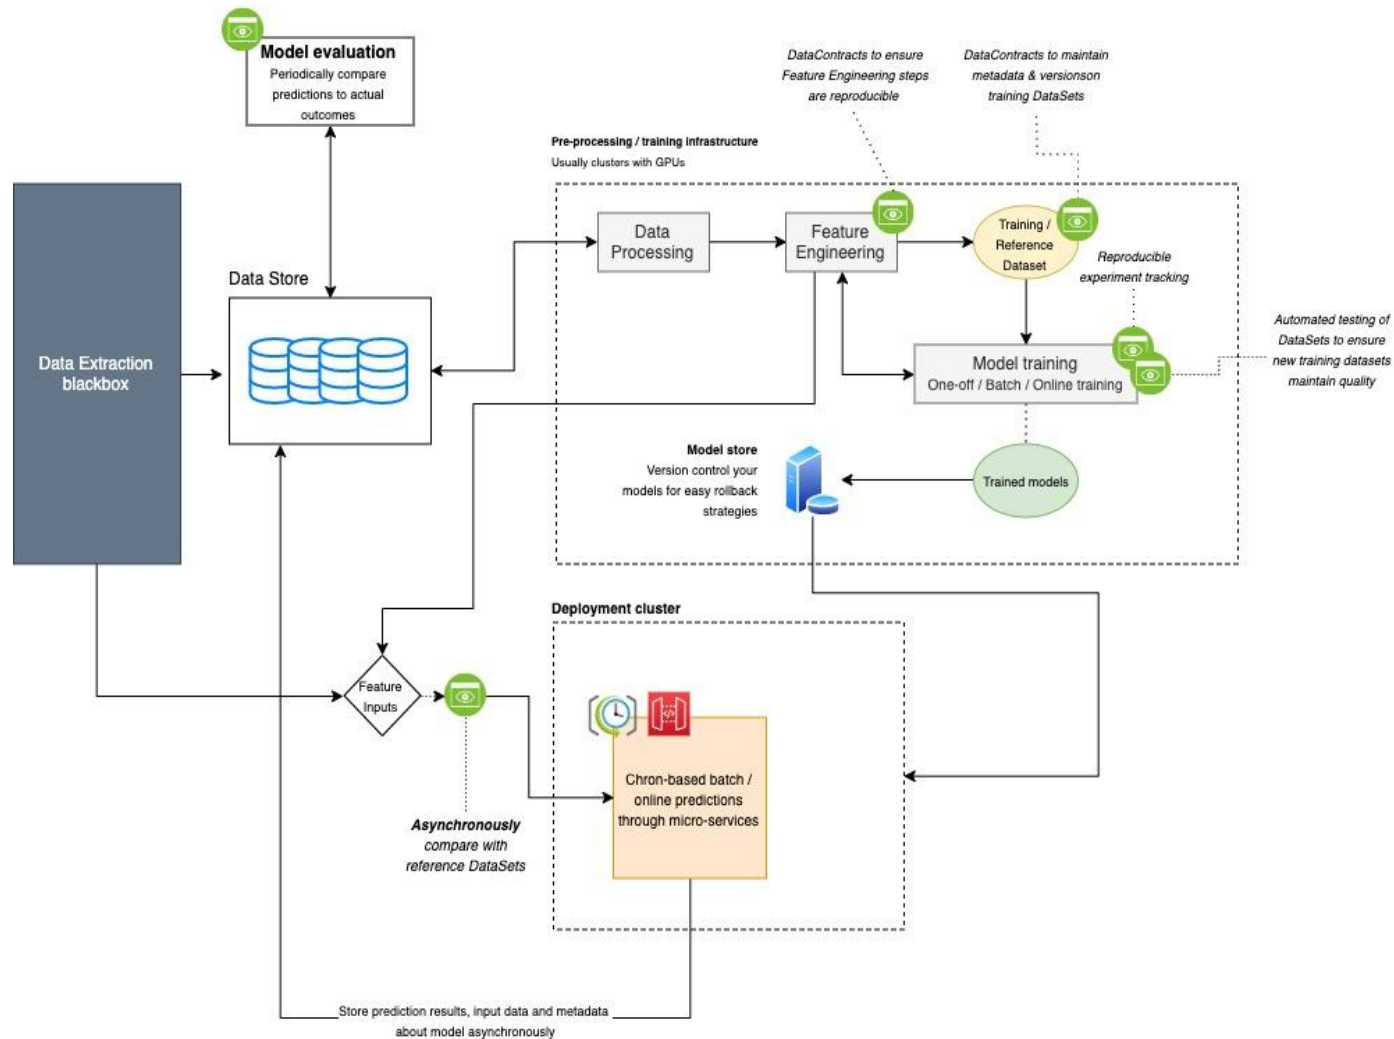 Model evaluation
Periodically compare
predictions to actual
outcomes
DataContracts to ensure
Feature Engineering steps
are reproducible
DataContracts to maintain
metadata & versionson
training DataSets
Pre-processing / training infrastructure
Usually clusters with GPUs
Data
Processing
Feature
Engineering
Training /
Reference
Dataset
Reproducible
experiment tracking
Data Store
Data Extraction
blackbox
Automated testing of
DataSets to ensure
new training datasets
maintain quality
Model training
One-off / Batch / Online training
Model store
Version control your
models for easy rollback
strategies
Trained models
Deployment cluster
Feature
Inputs
Chron-based batch /
online predictions
through micro-services
Asynchronously
compare with
reference DataSets
Store prediction results, input data and metadata
about model asynchronously